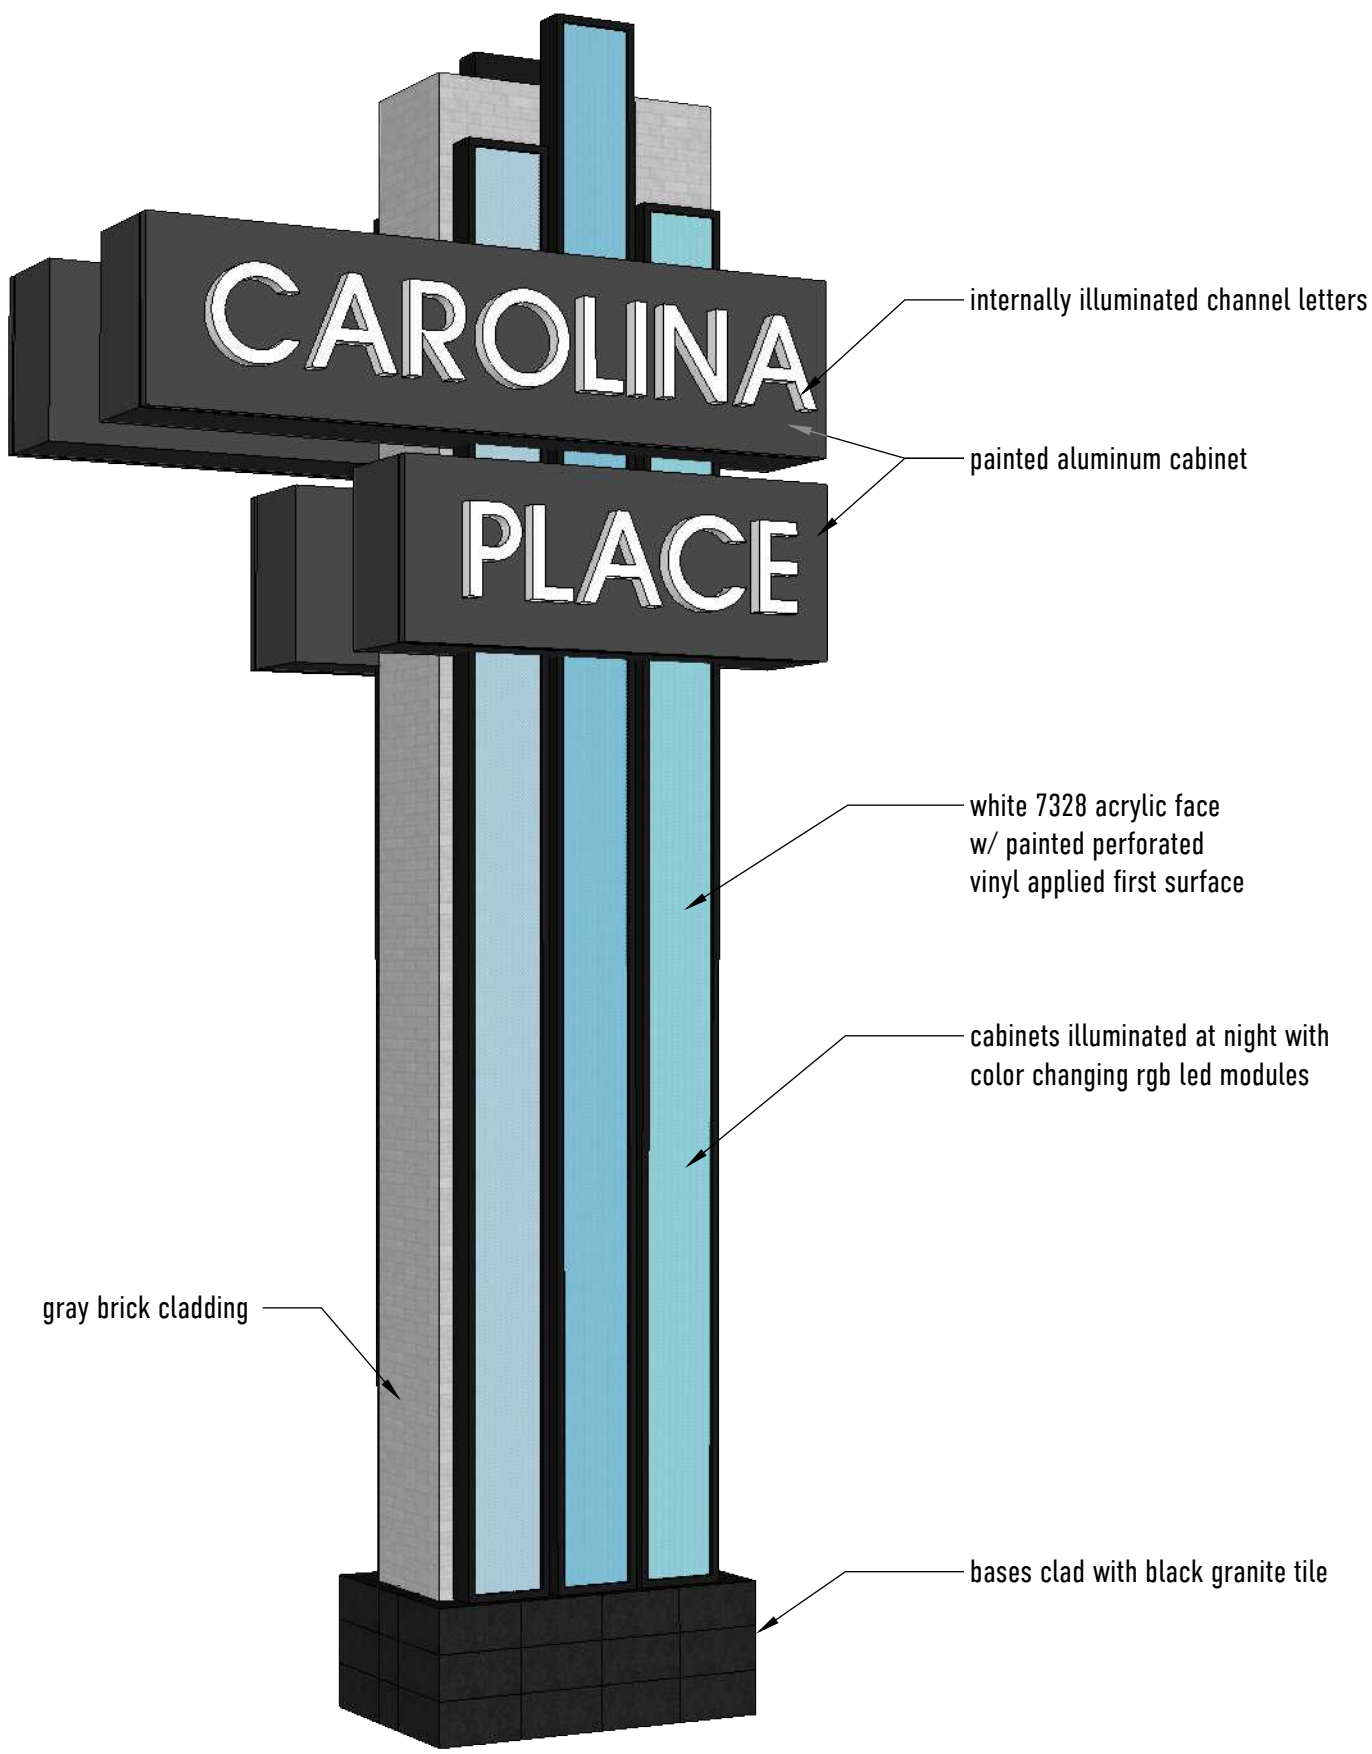 CAROLINA
PLACE
internally illuminated channel letters
painted aluminum cabinet
white 7328 acrylic face
w/ painted perforated
vinyl applied first surface
cabinets illuminated at night with
color changing rgb led modules
gray brick cladding
bases clad with black granite tile